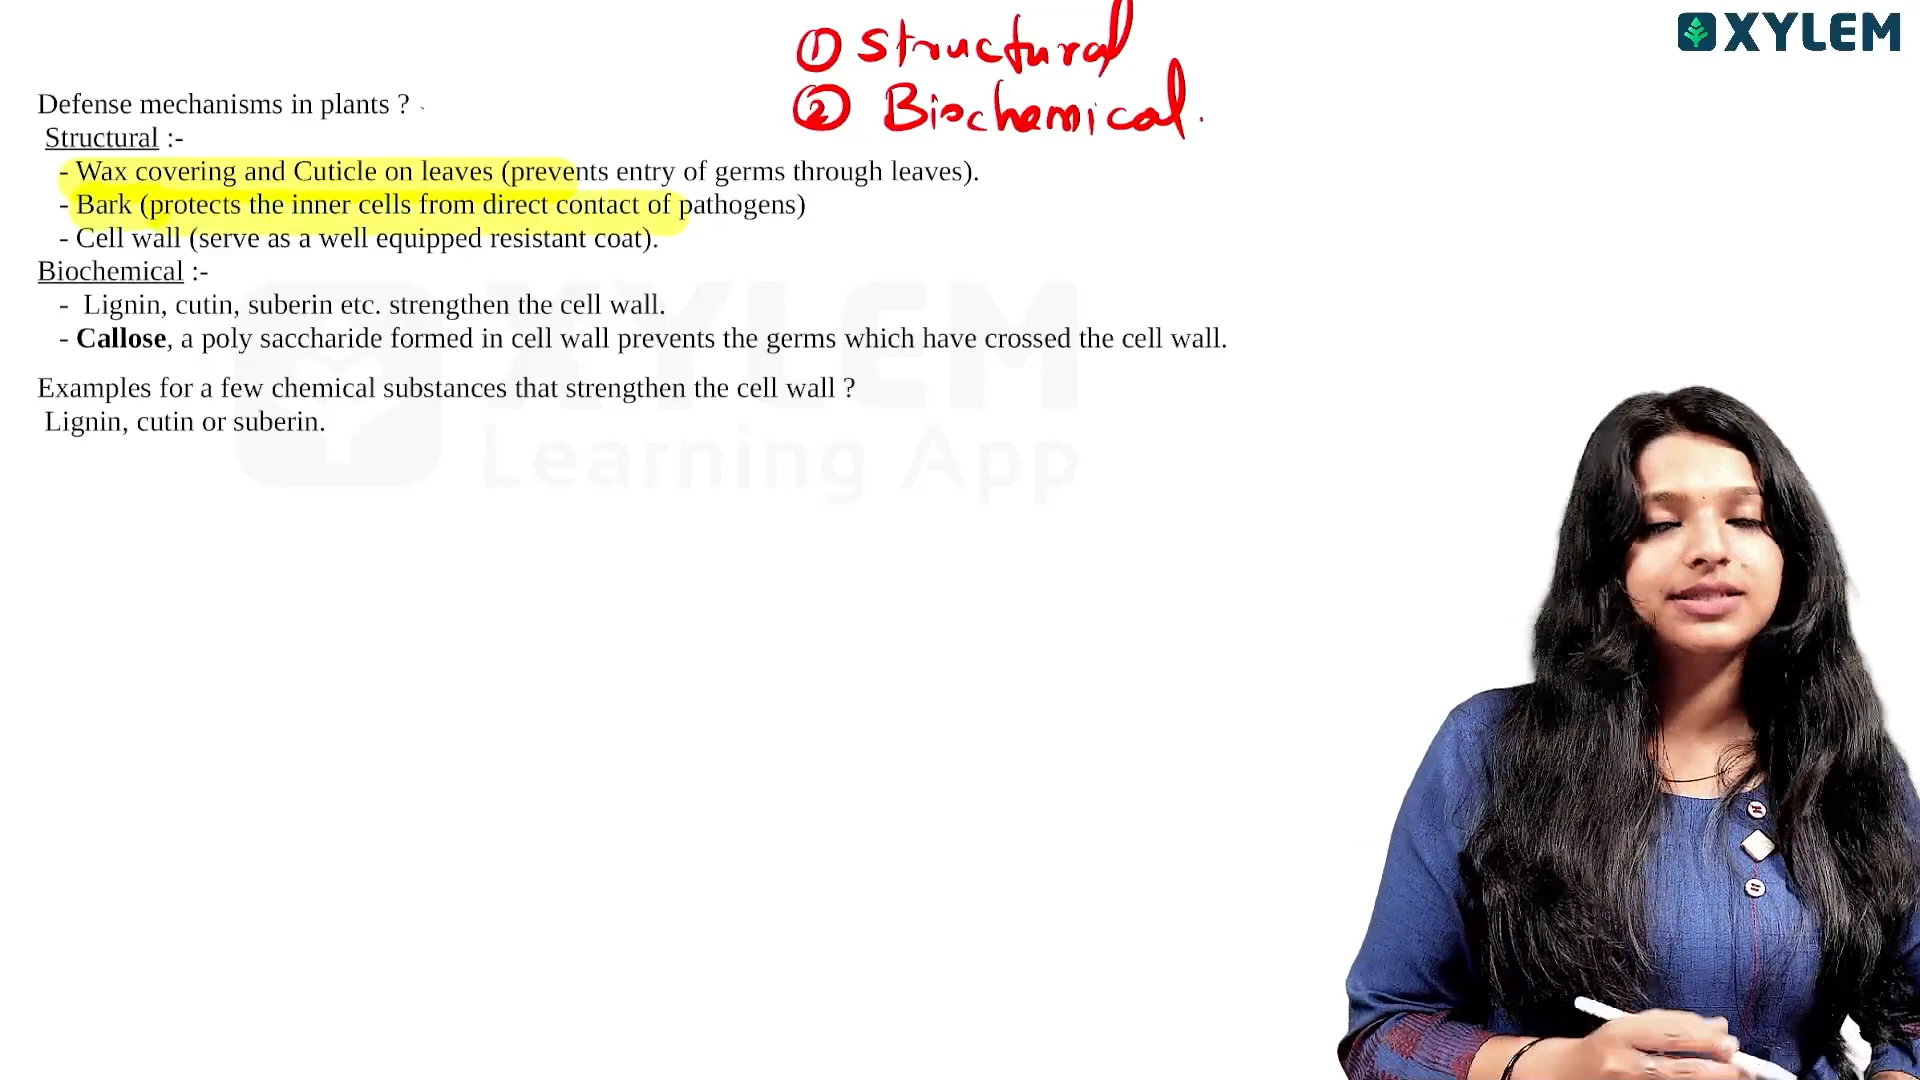 ① Structural
② Biochemical.
XYLEM
Defense mechanisms in plants ?
Structural :-
- Wax covering and Cuticle on leaves (prevents entry of germs through leaves).
- Bark (protects the inner cells from direct contact of pathogens)
- Cell wall (serve as a well equipped resistant coat).
Biochemical :-
- Lignin, cutin, suberin etc. strengthen the cell wall.
- Callose, a poly saccharide formed in cell wall prevents the germs which have crossed the cell wall.
Examples for a few chemical substances that strengthen the cell wall ?
Lignin, cutin or suberin.
XYLEM
Learning App